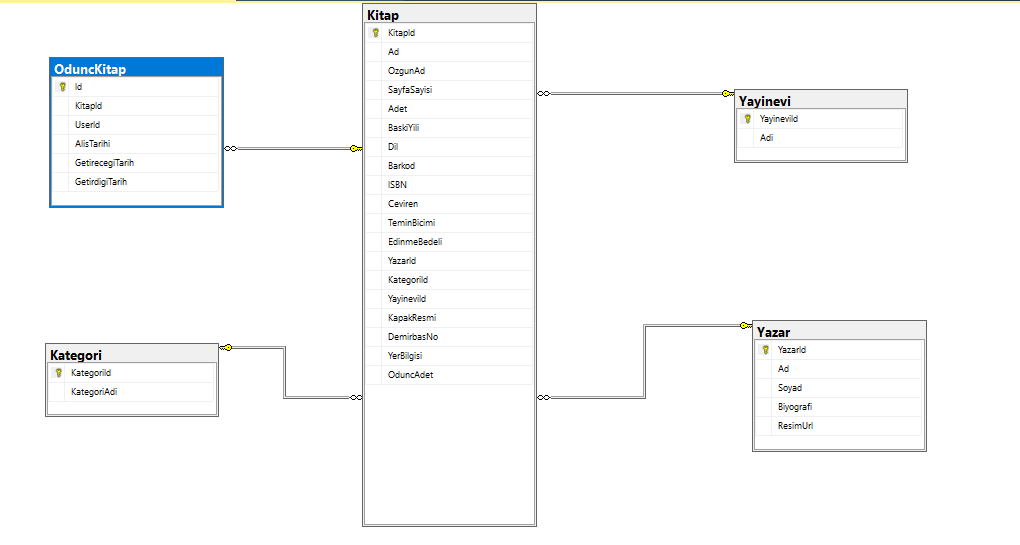 OduncKitap
Id
KitapId
UserId
AlisTarihi
GetirecegiTarih
GetirdigiTarih
Kitap
KitapId
Ad
OzgunAd
SayfaSayisi
Adet
BaskiYili
Dil
Barkod
ISBN
Ceviren
TeminBicimi
EdinmeBedeli
YazarId
KategoriId
YayineviId
KapakResmi
DemirbasNo
YerBilgisi
OduncAdet
Yayinevi
YayineviId
Adi
Kategori
KategoriId
KategoriAdi
Yazar
YazarId
Ad
Soyad
Biyografi
ResimUrl